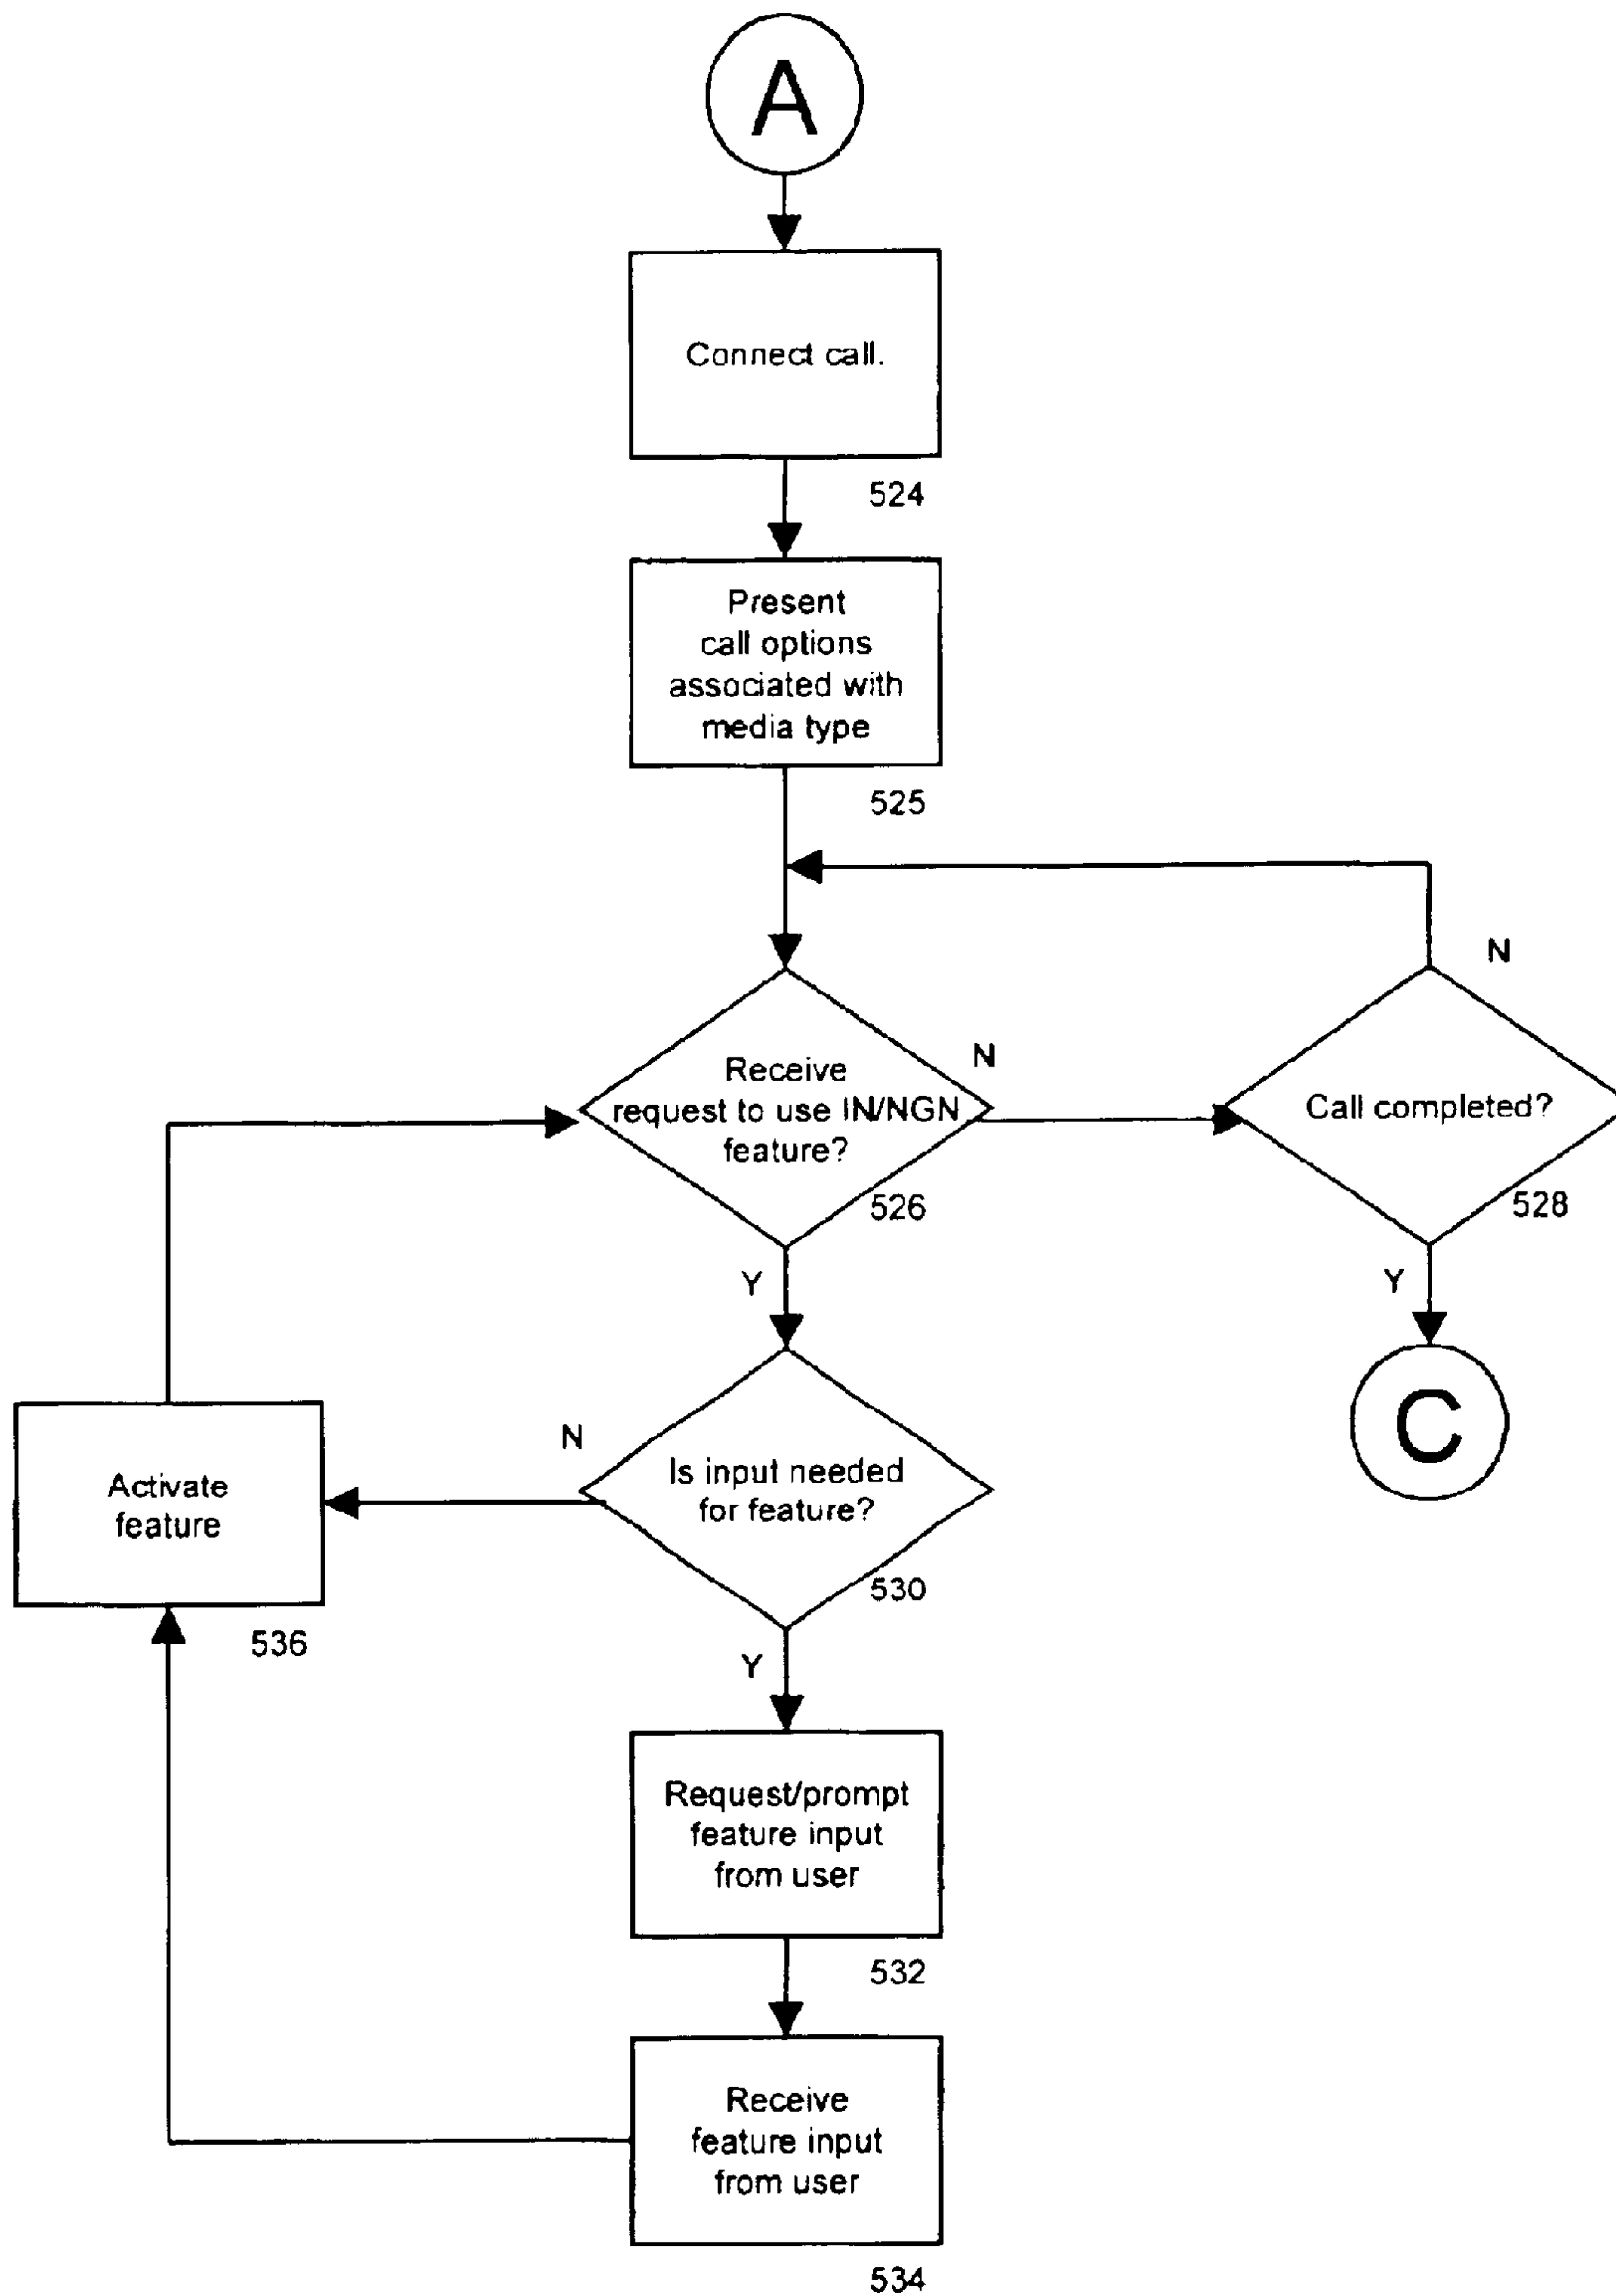 A
Connect call.
524
Present
call options
associated with
media type
525
N
Receive
request to use IN/NGN
feature?
N
526
Call completed?
528
Y
Y
C
N
Is input needed
for feature?
530
Activate
feature
536
Y
Request/prompt
feature input
from user
532
Receive
feature input
from user
534